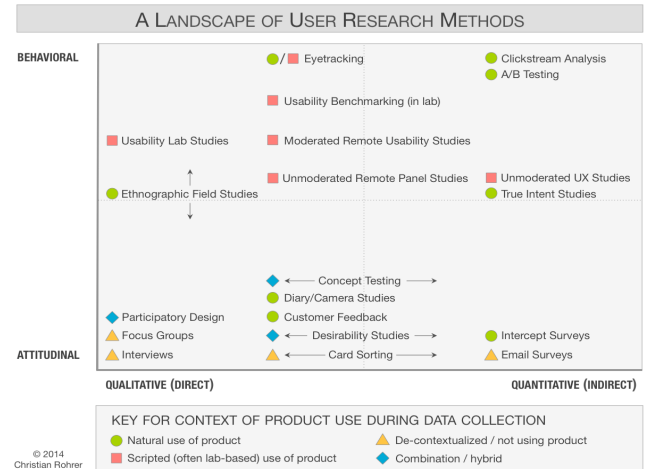 A LANDSCAPE OF USER RESEARCH METHODS
BEHAVIORAL
/ Eyetracking
Clickstream Analysis
A/B Testing
Usability Benchmarking (in lab)
Usability Lab Studies
Moderated Remote Usability Studies
Unmoderated Remote Panel Studies
Unmoderated UX Studies
Ethnographic Field Studies
True Intent Studies
Concept Testing
Diary/Camera Studies
Participatory Design
Customer Feedback
Focus Groups
Desirability Studies
Intercept Surveys
ATTITUDINAL
Interviews
Card Sorting
Email Surveys
QUALITATIVE (DIRECT)
QUANTITATIVE (INDIRECT)
KEY FOR CONTEXT OF PRODUCT USE DURING DATA COLLECTION
Natural use of product
De-contextualized / not using product
Scripted (often lab-based) use of product
Combination / hybrid
© 2014
Christian Rohrer